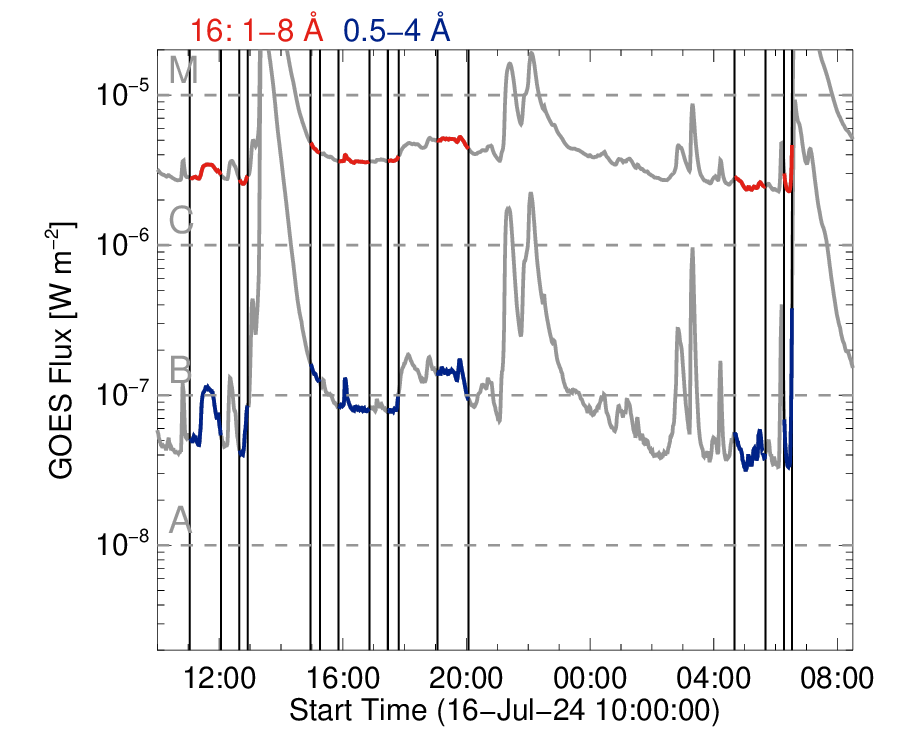 16: 1−8 Å 0.5−4 Å
M
10⁻⁵
C
10⁻⁶
B
10⁻⁷
A
10⁻⁸
GOES Flux [W m⁻²]
12:00 16:00 20:00 00:00 04:00 08:00
Start Time (16−Jul−24 10:00:00)